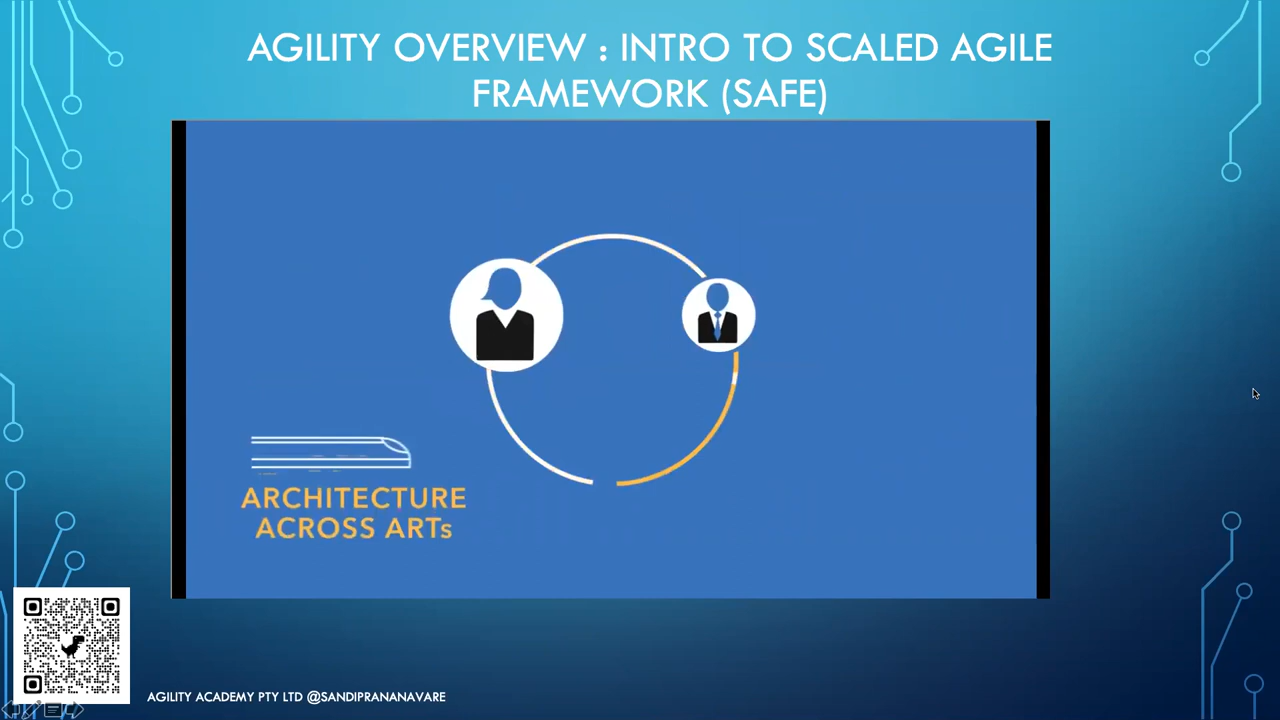 AGILITY OVERVIEW : INTRO TO SCALED AGILE
FRAMEWORK (SAFE)
ARCHITECTURE
ACROSS ARTs
AGILITY ACADEMY PTY LTD @SANDIPRANANAVARE